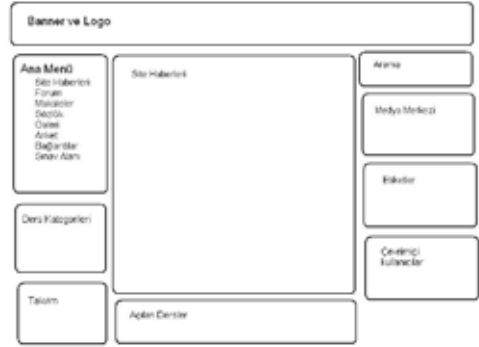 Banner ve Logo
Ana Menü
Site Haberleri
Forum
Makaleler
Sözlük
Anket
Bağlantılar
Sınav Alanı
Ders Kategorileri
Takvim
Site Haberleri
Açılan Dersler
Arama
Medya Merkezi
Etiketler
Çevrimiçi
kullanıcılar